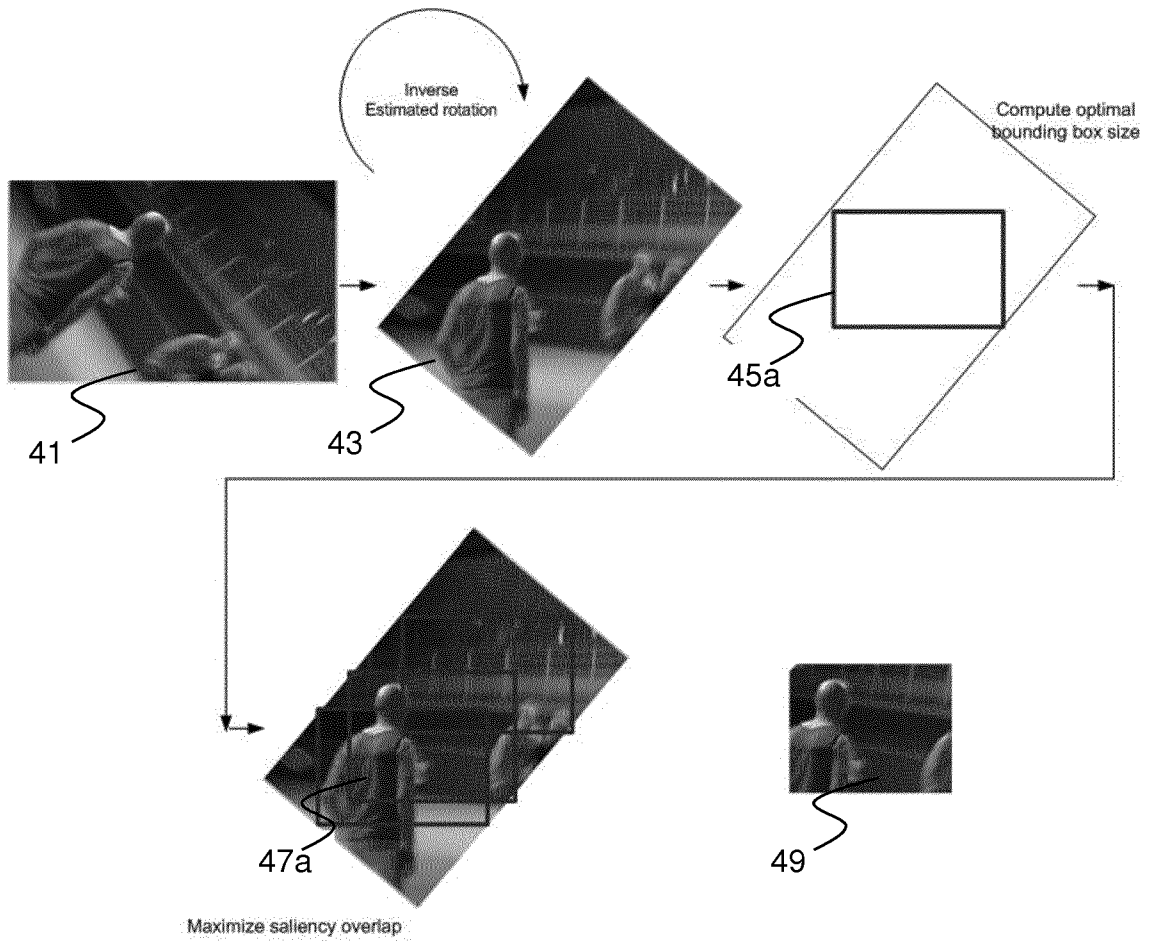 Inverse
Estimated rotation
Compute optimal
bounding box size
41
43
45a
47a
49
Maximize saliency overlap